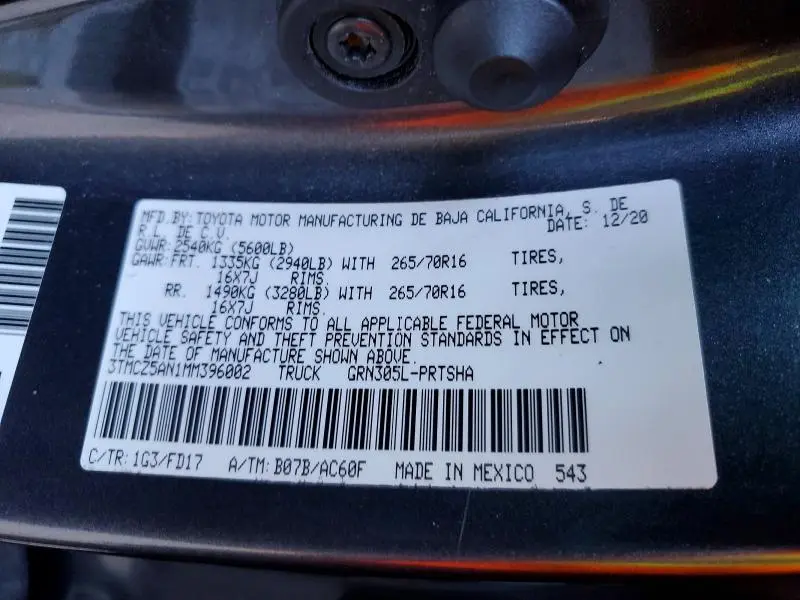 MFD. BY: TOYOTA MOTOR MANUFACTURING DE BAJA CALIFORNIA, S. DE
R.L. DE C.V. DATE: 12/20
GVWR: 2540KG (5600LB)
GAWR: FRT. 1335KG (2940LB) WITH 265/70R16 TIRES,
16X7J RIMS.
RR. 1490KG (3280LB) WITH 265/70R16 TIRES,
16X7J RIMS.
THIS VEHICLE CONFORMS TO ALL APPLICABLE FEDERAL MOTOR
VEHICLE SAFETY AND THEFT PREVENTION STANDARDS IN EFFECT ON
THE DATE OF MANUFACTURE SHOWN ABOVE.
3TMCZ5AN1MM396002 TRUCK GRN305L-PRTSHA
C/TR: 1G3/FD17 A/TM: B07B/AC60F MADE IN MEXICO 543